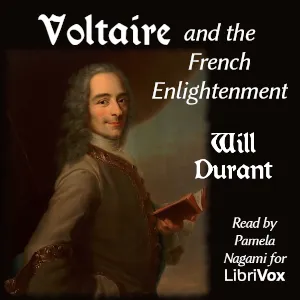 Voltaire and the
French
Enlightenment
Will
Durant
Read by
Pamela
Nagami for
LibriVox